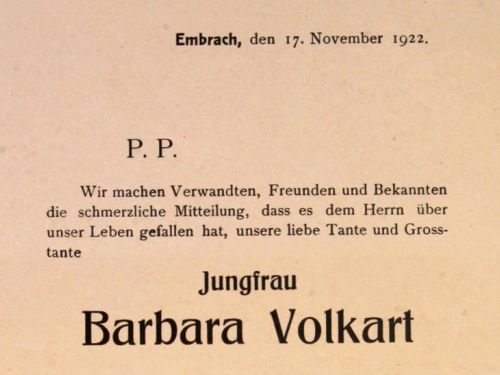 Embrach, den 17. November 1922.
P. P.
Wir machen Verwandten, Freunden und Bekannten
die schmerzliche Mitteilung, dass es dem Herrn über
unser Leben gefallen hat, unsere liebe Tante und Gross-
tante
Jungfrau
Barbara Volkart